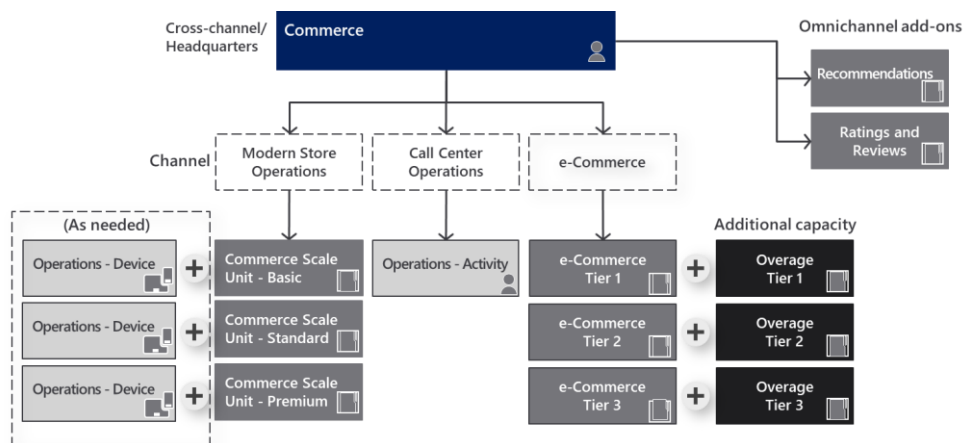 Cross-channel/
Headquarters
Commerce
Omnichannel add-ons
Recommendations
Ratings and
Reviews
Channel
Modern Store
Operations
Call Center
Operations
e-Commerce
(As needed)
Additional capacity
Operations - Device
Commerce Scale
Unit - Basic
Operations - Activity
e-Commerce
Tier 1
Overage
Tier 1
Operations - Device
Commerce Scale
Unit - Standard
e-Commerce
Tier 2
Overage
Tier 2
Operations - Device
Commerce Scale
Unit - Premium
e-Commerce
Tier 3
Overage
Tier 3